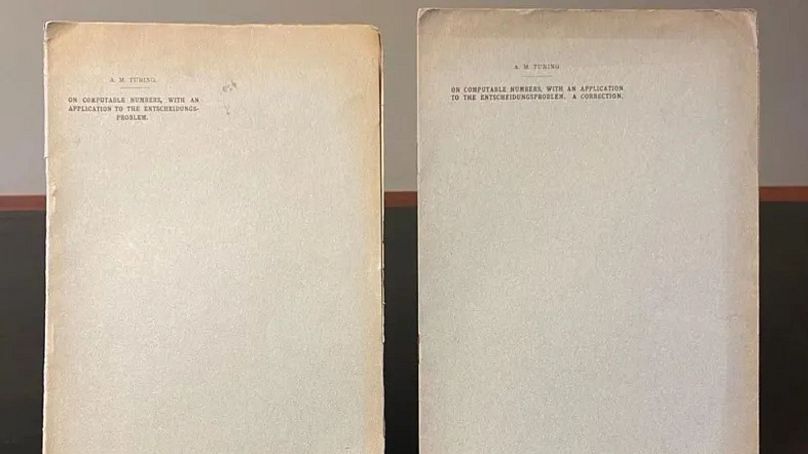 A. M. TURING.
ON COMPUTABLE NUMBERS, WITH AN
APPLICATION TO THE ENTSCHEIDUNGS-
PROBLEM.
A. M. TURING
ON COMPUTABLE NUMBERS, WITH AN APPLICATION
TO THE ENTSCHEIDUNGSPROBLEM. A CORRECTION.